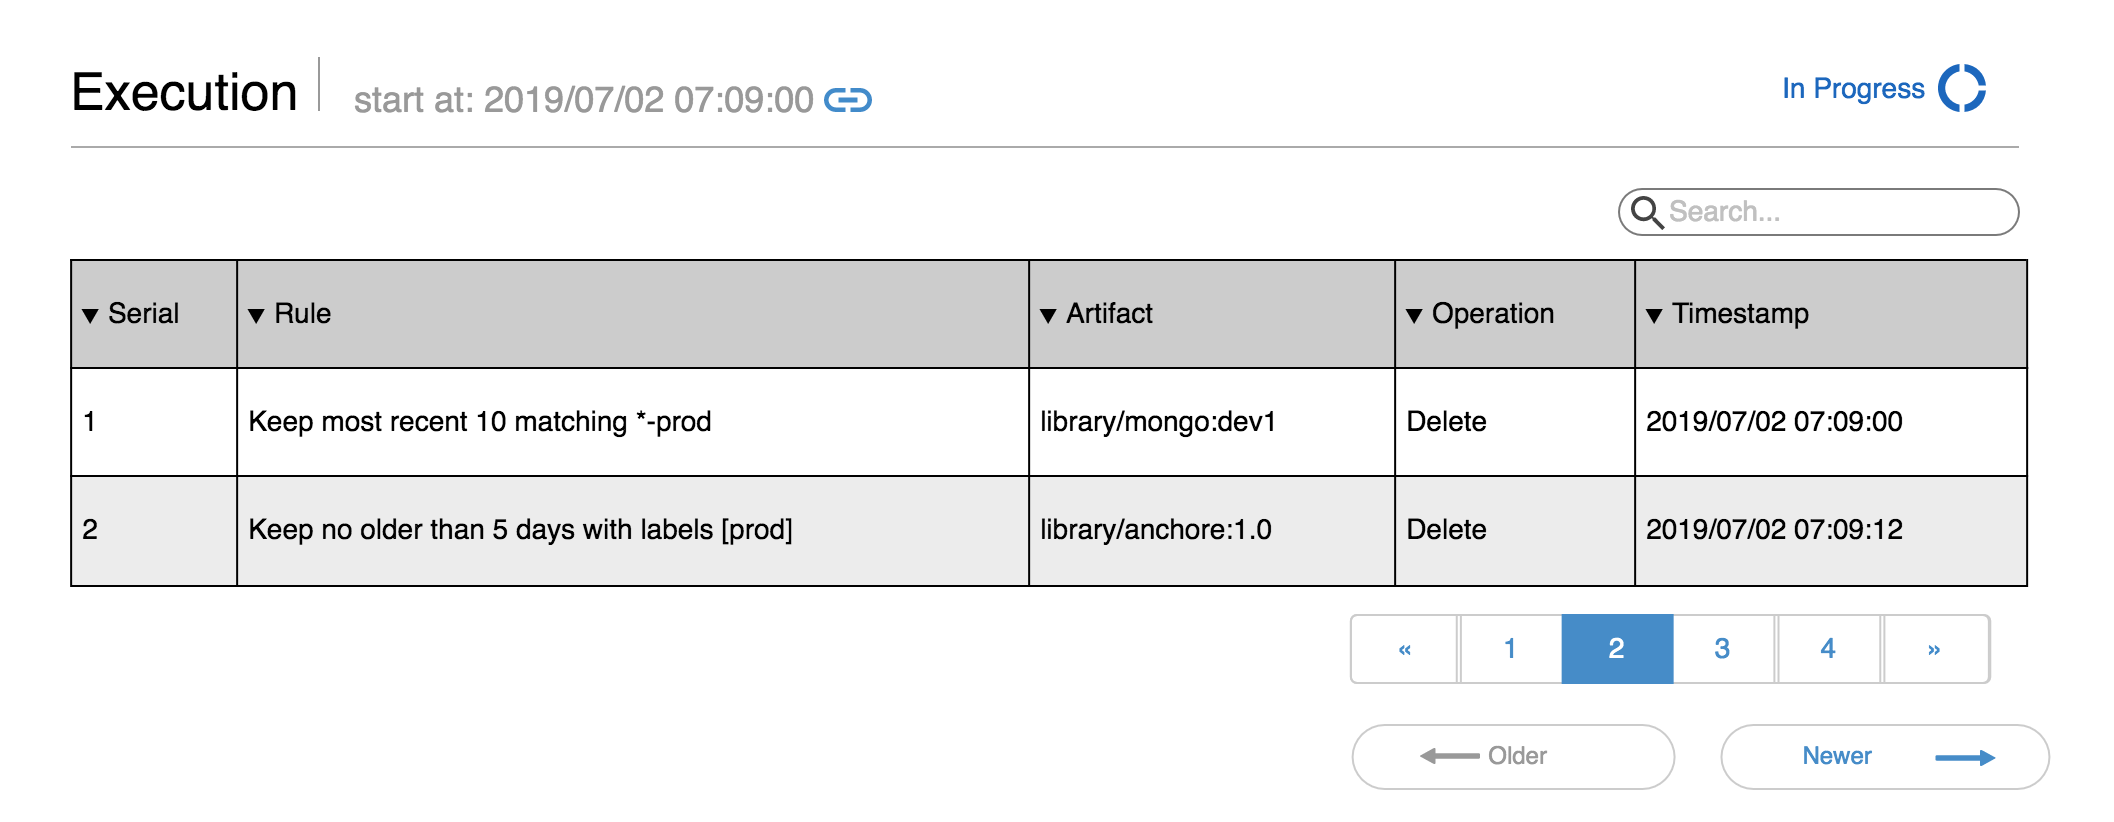 Execution
start at: 2019/07/02 07:09:00
In Progress
Search...
▼ Serial ▼ Rule ▼ Artifact ▼ Operation ▼ Timestamp
1 Keep most recent 10 matching *-prod library/mongo:dev1 Delete 2019/07/02 07:09:00
2 Keep no older than 5 days with labels [prod] library/anchore:1.0 Delete 2019/07/02 07:09:12
« 1 2 3 4 »
Older Newer